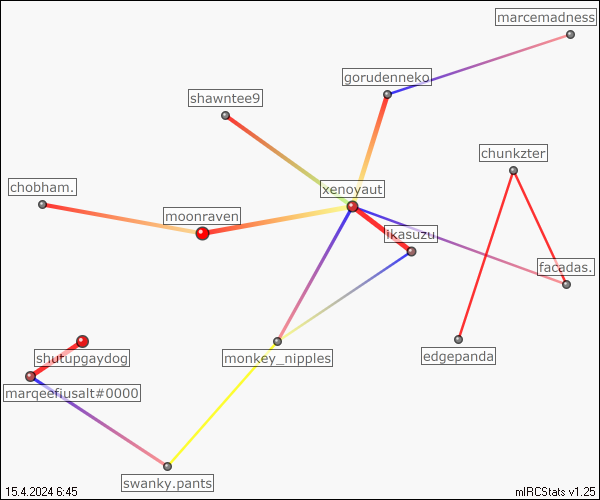 marcemadness
gorudenneko
shawntee9
chunkzter
chobham.
xenoyaut
moonraven
ikasuzu
facadas.
shutupgaydog
monkey_nipples
edgepanda
marqeefiusalt#0000
swanky.pants
15.4.2024 6:45
mIRCStats v1.25